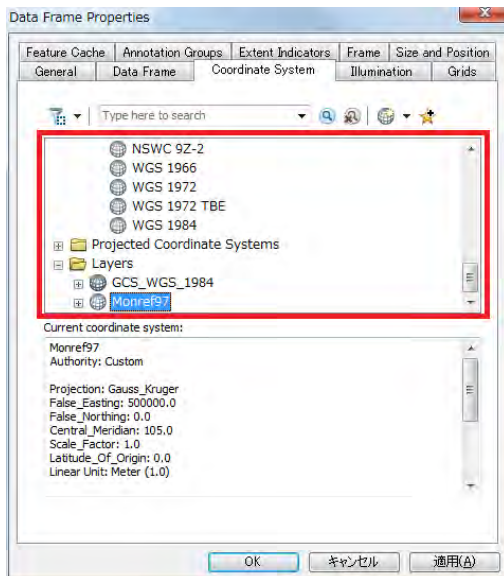 Data Frame Properties
Feature Cache Annotation Groups Extent Indicators Frame Size and Position
General Data Frame Coordinate System Illumination Grids
Type here to search
NSWC 9Z-2
WGS 1966
WGS 1972
WGS 1972 TBE
WGS 1984
Projected Coordinate Systems
Layers
GCS_WGS_1984
Monref97
Current coordinate system:
Monref97
Authority: Custom
Projection: Gauss_Kruger
False_Easting: 500000.0
False_Northing: 0.0
Central_Meridian: 105.0
Scale_Factor: 1.0
Latitude_Of_Origin: 0.0
Linear Unit: Meter (1.0)
OK キャンセル 適用(A)